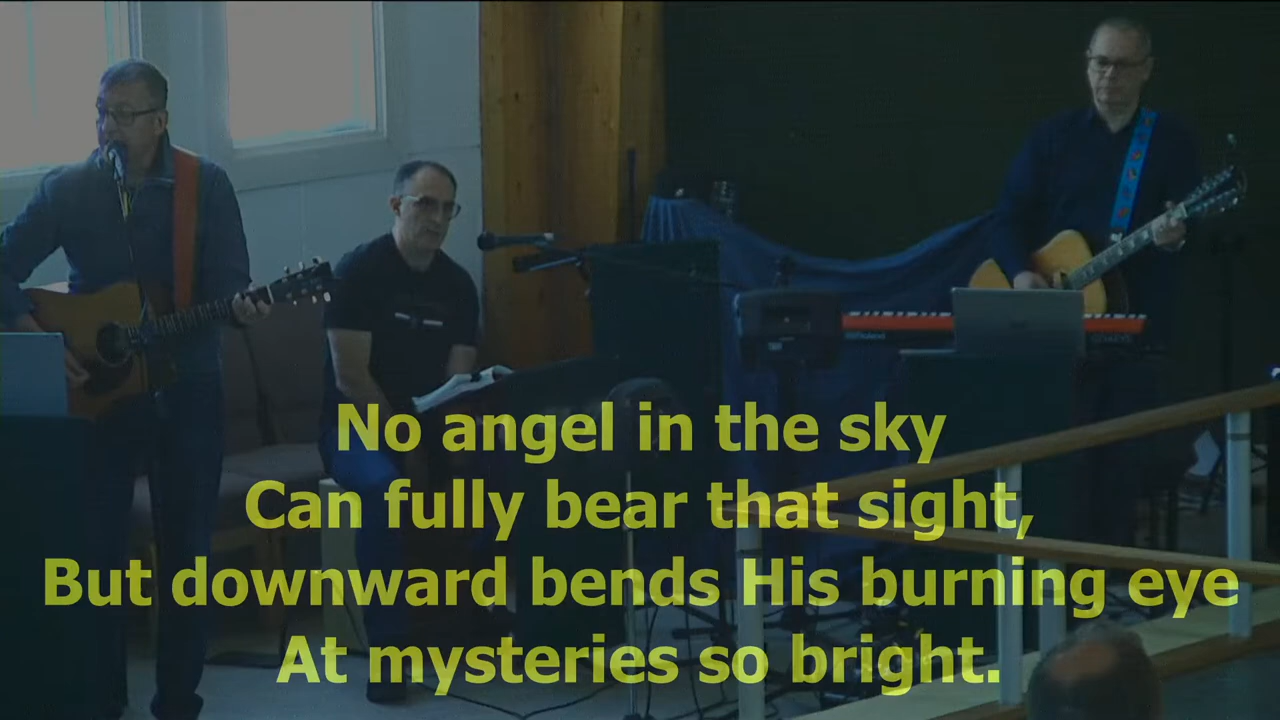 No angel in the sky
Can fully bear that sight,
But downward bends His burning eye
At mysteries so bright.